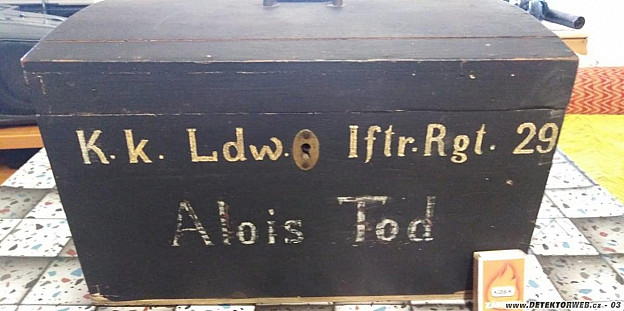 K.k. Ldw. Iftr.Rgt. 29
Alois Tod
www.DETEKTORWEB.cz - 03